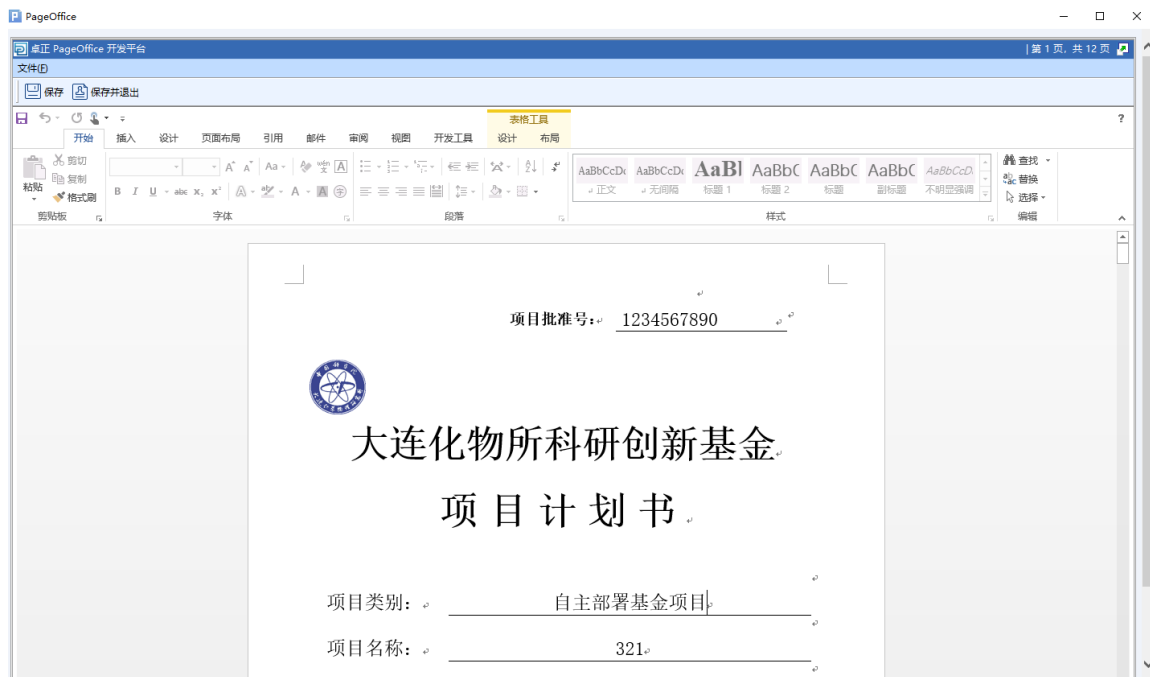 PageOffice
卓正 PageOffice 开发平台
第 1 页, 共 12 页
文件(F)
保存 保存并退出
表格工具
?
开始 插入 设计 页面布局 引用 邮件 审阅 视图 开发工具 设计 布局
粘贴
剪切
复制
格式刷
Aa
B I U abc x₂ x² A A
AaBbCcDc AaBbCcDc AaBl AaBbC AaBbC AaBbC AaBbCcD.
正文 无间隔 标题 1 标题 2 标题 副标题 不明显强调
查找
替换
选择
剪贴板 字体 段落 样式 编辑
项目批准号: 1234567890
大连化物所科研创新基金
项 目 计 划 书
项目类别: 自主部署基金项目
项目名称: 321